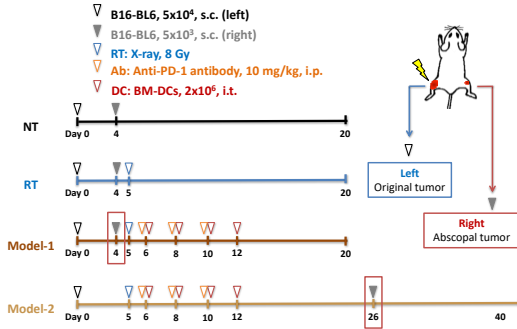 B16-BL6, 5x10⁴, s.c. (left)
B16-BL6, 5x10³, s.c. (right)
RT: X-ray, 8 Gy
Ab: Anti-PD-1 antibody, 10 mg/kg, i.p.
DC: BM-DCs, 2x10⁶, i.t.
NT
Day 0 4 20
RT
Day 0 4 5 20
Model-1
Day 0 4 5 6 8 10 12 20
Model-2
Day 0 5 6 8 10 12 26 40
Left
Original tumor
Right
Abscopal tumor